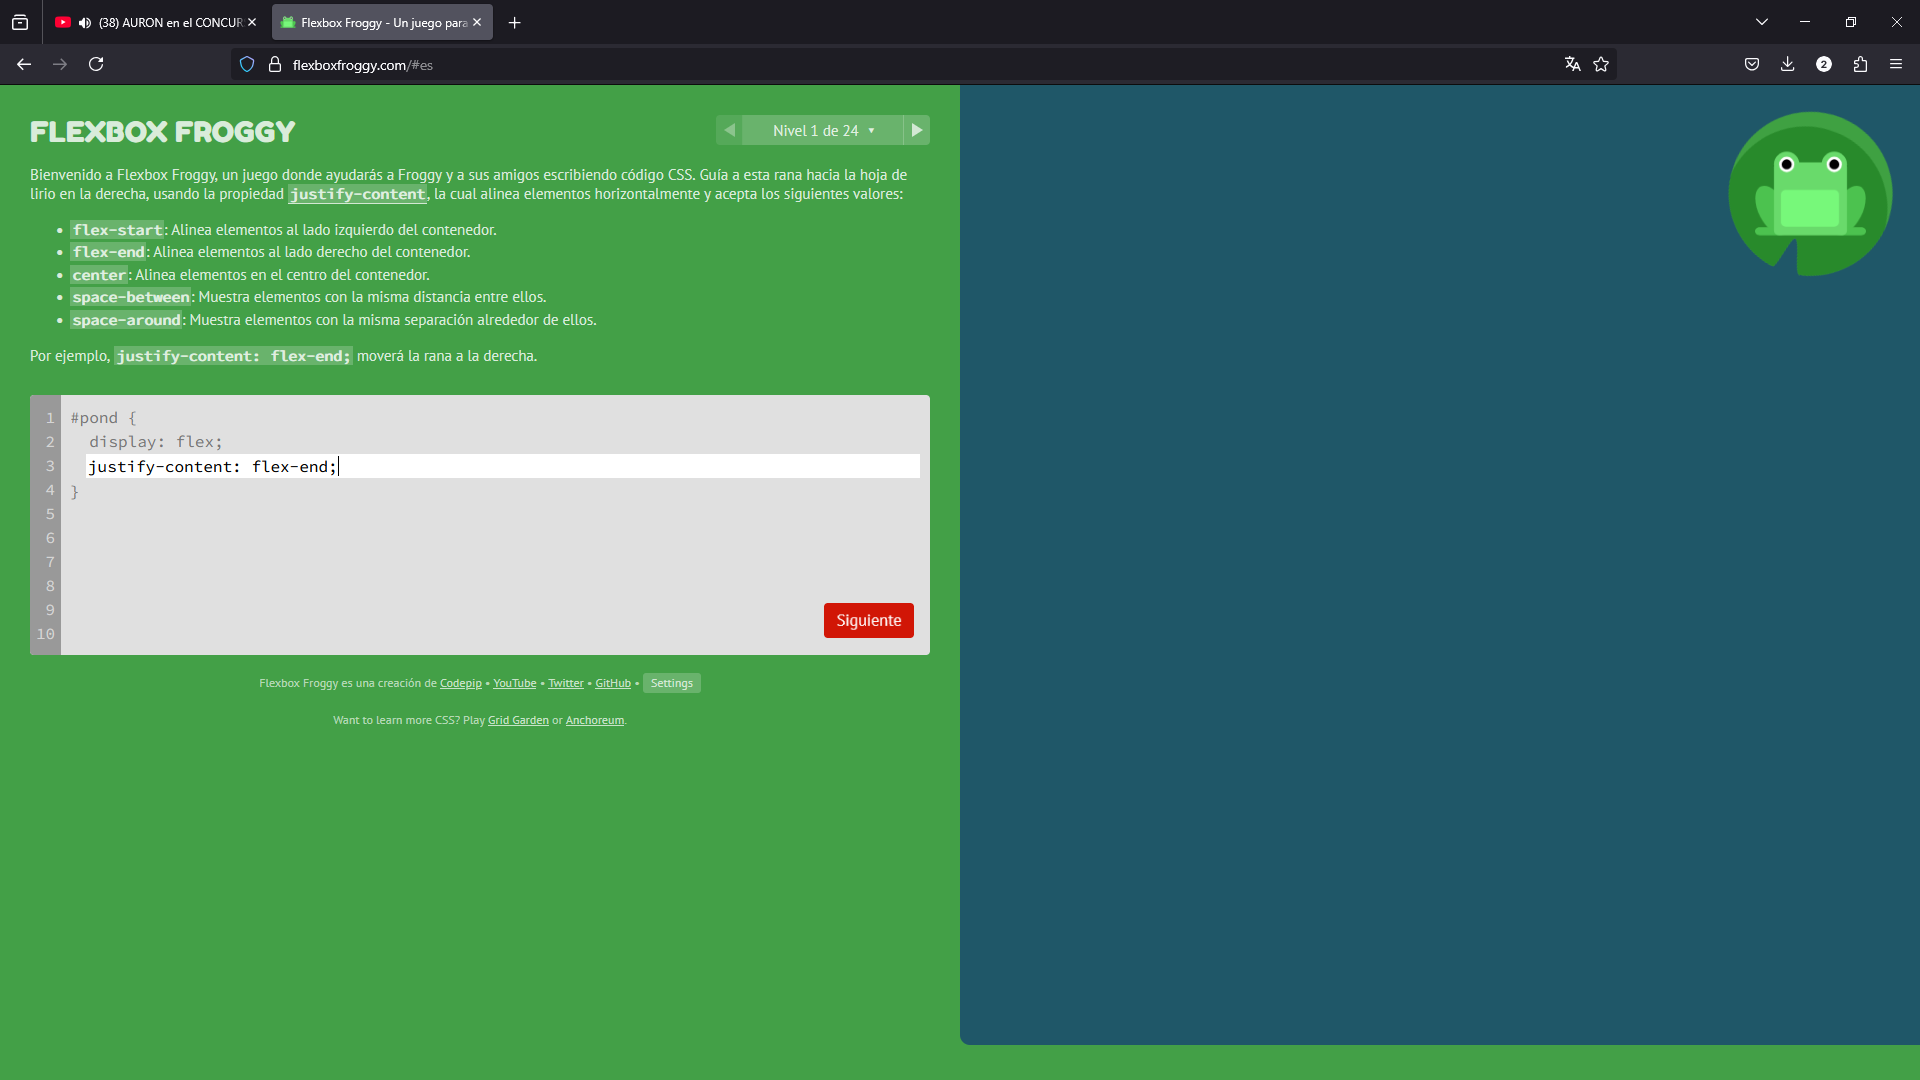 (38) AURON en el CONCUR
Flexbox Froggy - Un juego para
flexboxfroggy.com/#es
2
FLEXBOX FROGGY
Nivel 1 de 24 ▼
Bienvenido a Flexbox Froggy, un juego donde ayudarás a Froggy y a sus amigos escribiendo código CSS. Guía a esta rana hacia la hoja de
lirio en la derecha, usando la propiedad justify-content, la cual alinea elementos horizontalmente y acepta los siguientes valores:
• flex-start: Alinea elementos al lado izquierdo del contenedor.
• flex-end: Alinea elementos al lado derecho del contenedor.
• center: Alinea elementos en el centro del contenedor.
• space-between: Muestra elementos con la misma distancia entre ellos.
• space-around: Muestra elementos con la misma separación alrededor de ellos.
Por ejemplo, justify-content: flex-end; moverá la rana a la derecha.
1 #pond {
2 display: flex;
3 justify-content: flex-end;
4 }
5
6
7
8
9
10
Siguiente
Flexbox Froggy es una creación de Codepip • YouTube • Twitter • GitHub • Settings
Want to learn more CSS? Play Grid Garden or Anchoreum.